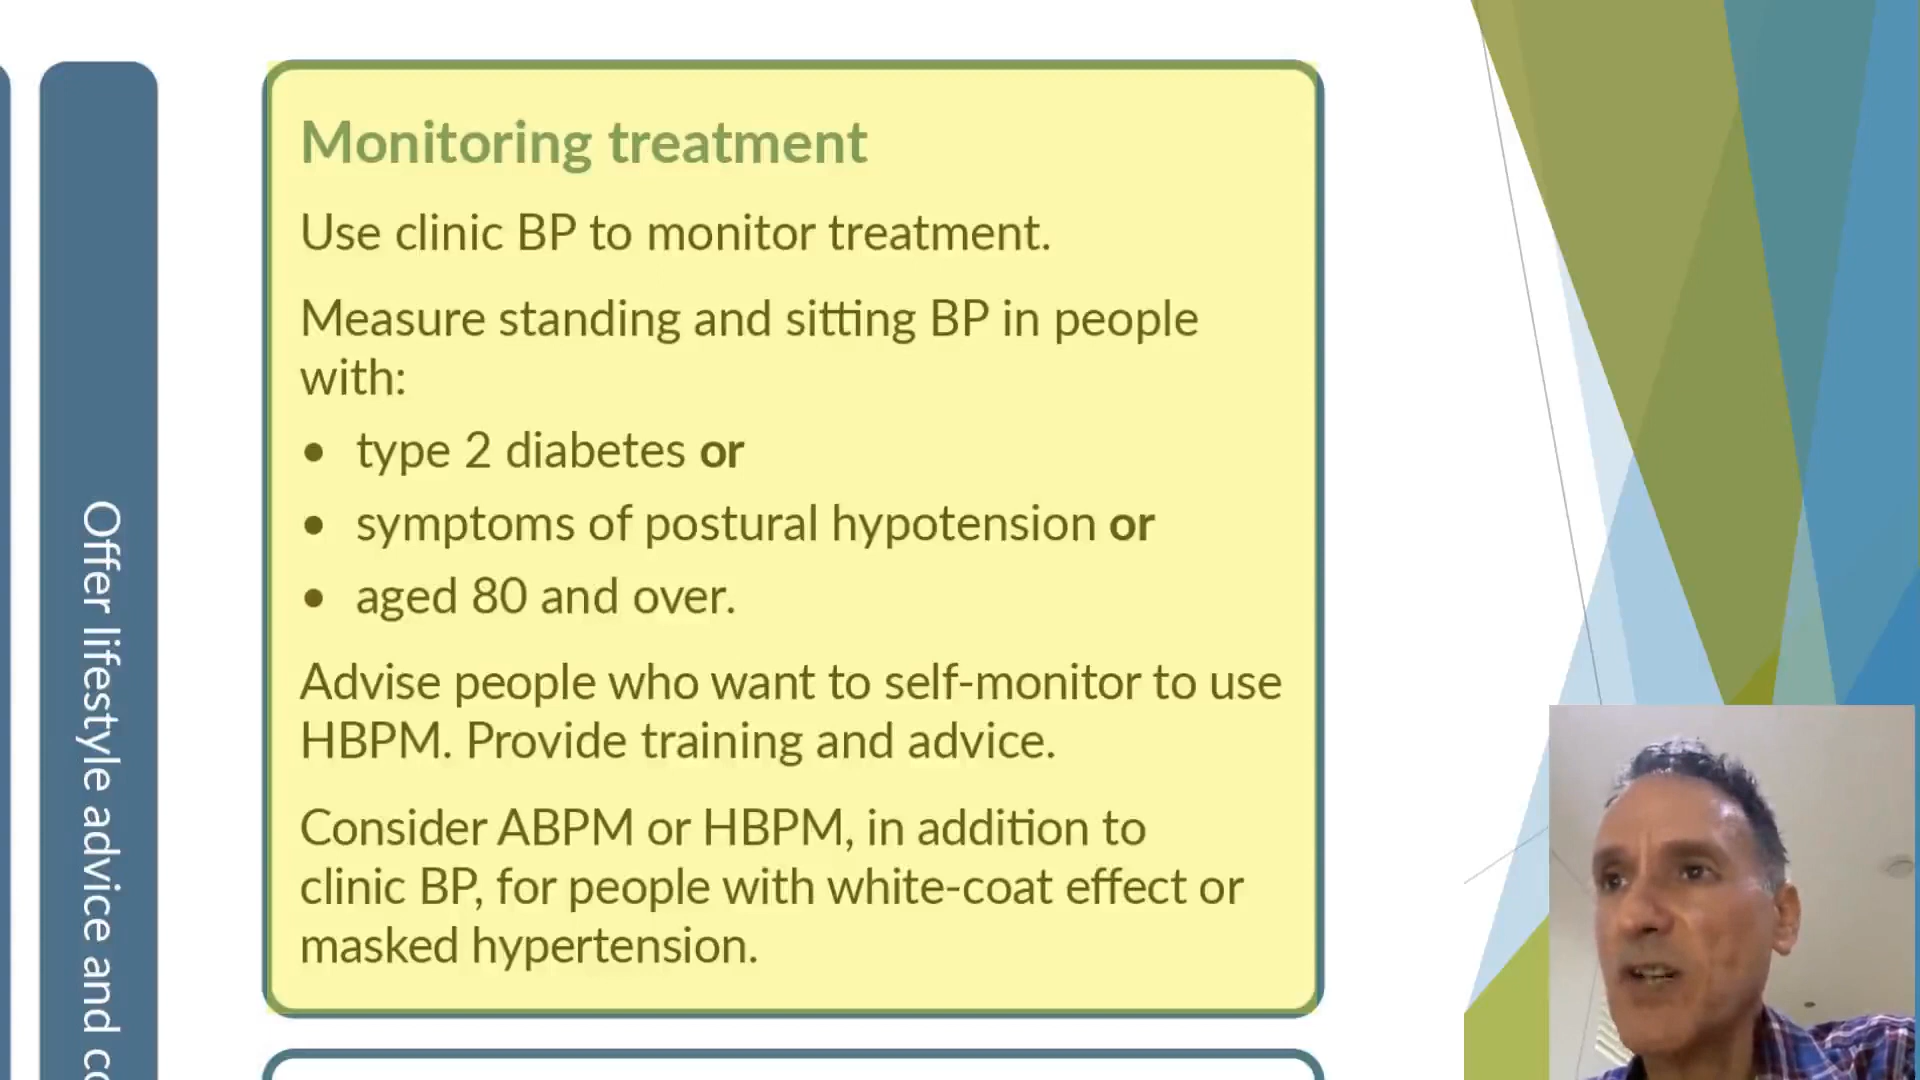 Monitoring treatment
Use clinic BP to monitor treatment.
Measure standing and sitting BP in people
with:
• type 2 diabetes or
• symptoms of postural hypotension or
• aged 80 and over.
Advise people who want to self-monitor to use
HBPM. Provide training and advice.
Consider ABPM or HBPM, in addition to
clinic BP, for people with white-coat effect or
masked hypertension.
Offer lifestyle advice and